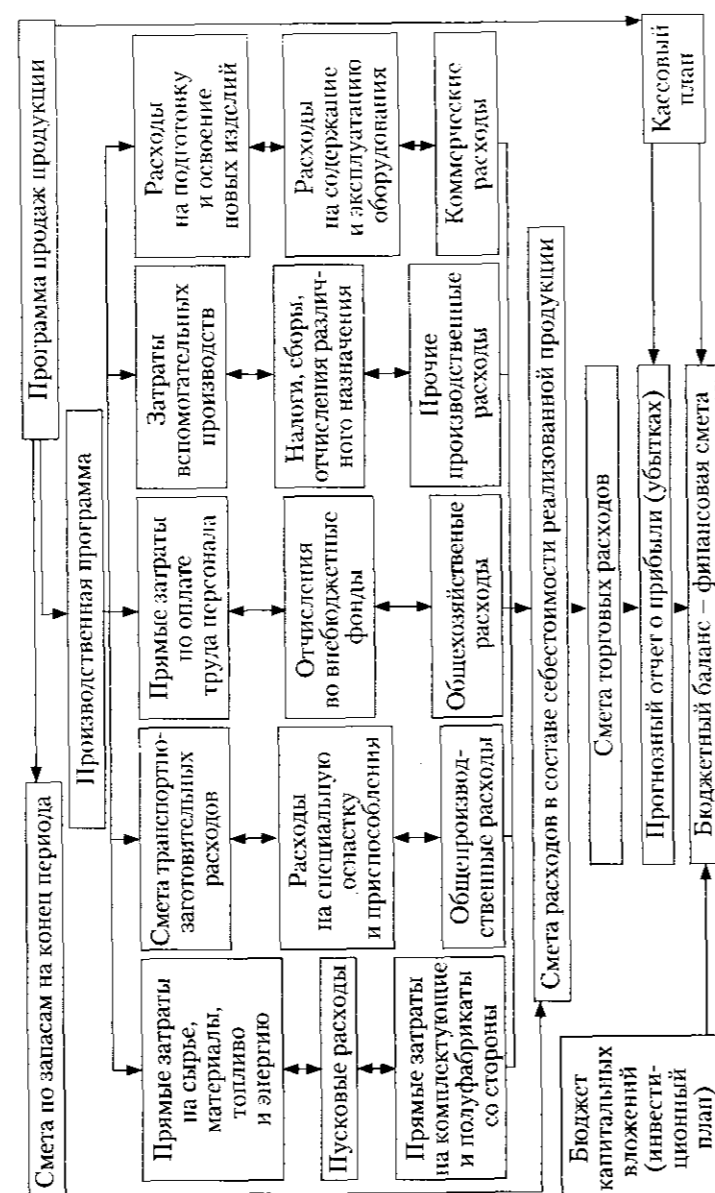 Смета по запасам на конец периода
Программа продаж продукции
Производственная программа
Прямые затраты
на сырье,
материалы,
топливо
и энергию
Смета транспортно-
заготовительных
расходов
Прямые затраты
по оплате
труда персонала
Затраты
вспомогательных
производств
Расходы
на подготовку
и освоение
новых изделий
Пусковые расходы
Расходы
на специальную
оснастку
и приспособления
Отчисления
во внебюджетные
фонды
Налоги, сборы,
отчисления различ-
ного назначения
Расходы
на содержание
и эксплуатацию
оборудования
Прямые затраты
на комплектующие
и полуфабрикаты
со стороны
Общепроизвод-
ственные расходы
Общехозяйственые
расходы
Прочие
производственные
расходы
Коммерческие
расходы
Смета расходов в составе себестоимости реализованной продукции
Смета торговых расходов
Прогнозный отчет о прибыли (убытках)
Бюджетный баланс – финансовая смета
Бюджет
капитальных
вложений
(инвести-
ционный
план)
Кассовый
план